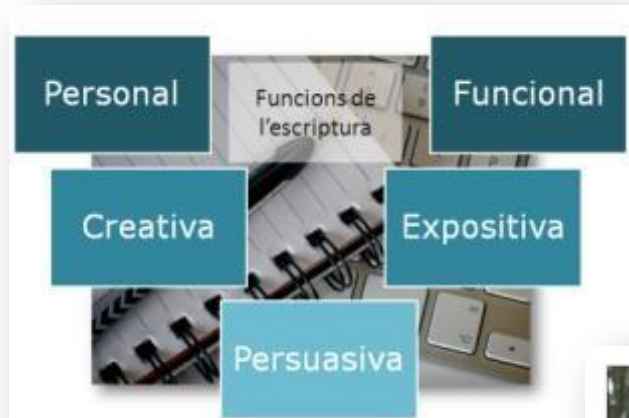 Personal
Funcions de
l'escriptura
Funcional
Creativa
Expositiva
Persuasiva